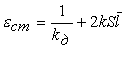 ε_cm = 1/k_∂ + 2kSl̄